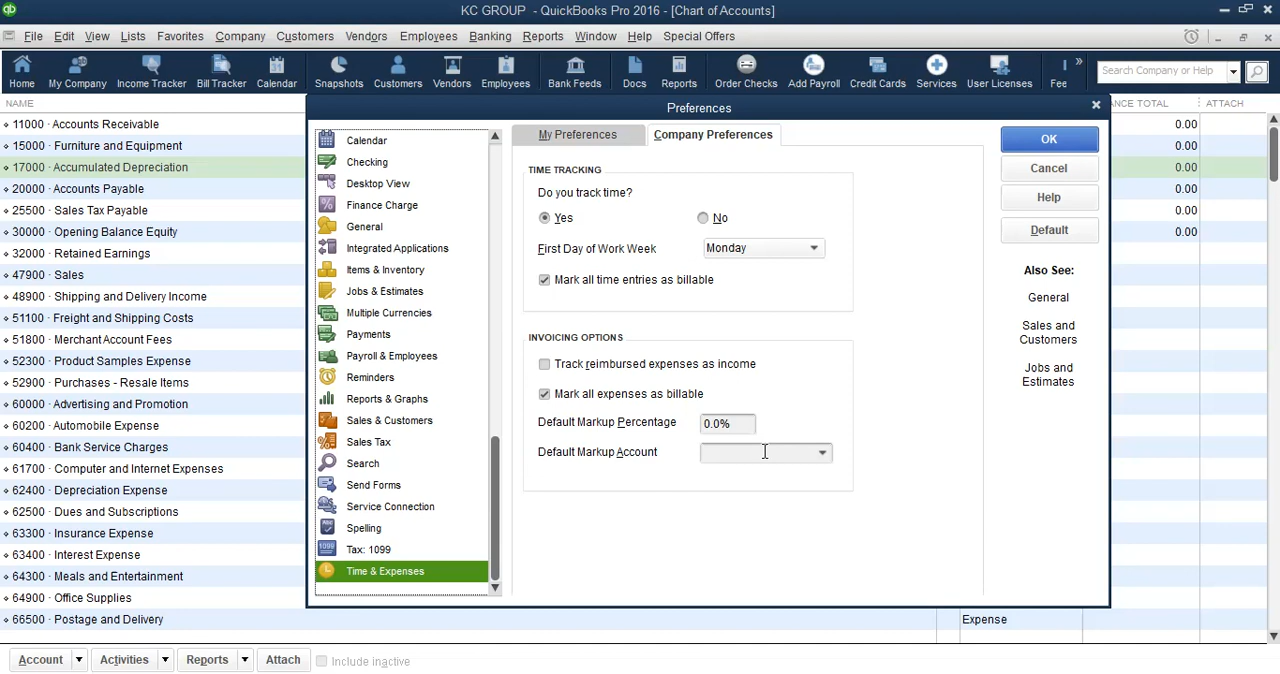 KC GROUP - QuickBooks Pro 2016 - [Chart of Accounts]
File Edit View Lists Favorites Company Customers Vendors Employees Banking Reports Window Help Special Offers
Home My Company Income Tracker Bill Tracker Calendar Snapshots Customers Vendors Employees Bank Feeds Docs Reports Order Checks Add Payroll Credit Cards Services User Licenses Fee » Search Company or Help
NAME ANCE TOTAL ATTACH
11000 · Accounts Receivable 0.00
15000 · Furniture and Equipment 0.00
17000 · Accumulated Depreciation 0.00
20000 · Accounts Payable 0.00
25500 · Sales Tax Payable 0.00
30000 · Opening Balance Equity 0.00
32000 · Retained Earnings
47900 · Sales
48900 · Shipping and Delivery Income
51100 · Freight and Shipping Costs
51800 · Merchant Account Fees
52300 · Product Samples Expense
52900 · Purchases - Resale Items
60000 · Advertising and Promotion
60200 · Automobile Expense
60400 · Bank Service Charges
61700 · Computer and Internet Expenses
62400 · Depreciation Expense
62500 · Dues and Subscriptions
63300 · Insurance Expense
63400 · Interest Expense
64300 · Meals and Entertainment
64900 · Office Supplies
66500 · Postage and Delivery Expense
Preferences
Calendar
Checking
Desktop View
Finance Charge
General
Integrated Applications
Items & Inventory
Jobs & Estimates
Multiple Currencies
Payments
Payroll & Employees
Reminders
Reports & Graphs
Sales & Customers
Sales Tax
Search
Send Forms
Service Connection
Spelling
Tax: 1099
Time & Expenses
My Preferences Company Preferences
TIME TRACKING
Do you track time?
Yes No
First Day of Work Week Monday
Mark all time entries as billable
INVOICING OPTIONS
Track reimbursed expenses as income
Mark all expenses as billable
Default Markup Percentage 0.0%
Default Markup Account
OK
Cancel
Help
Default
Also See:
General
Sales and
Customers
Jobs and
Estimates
Account Activities Reports Attach Include inactive